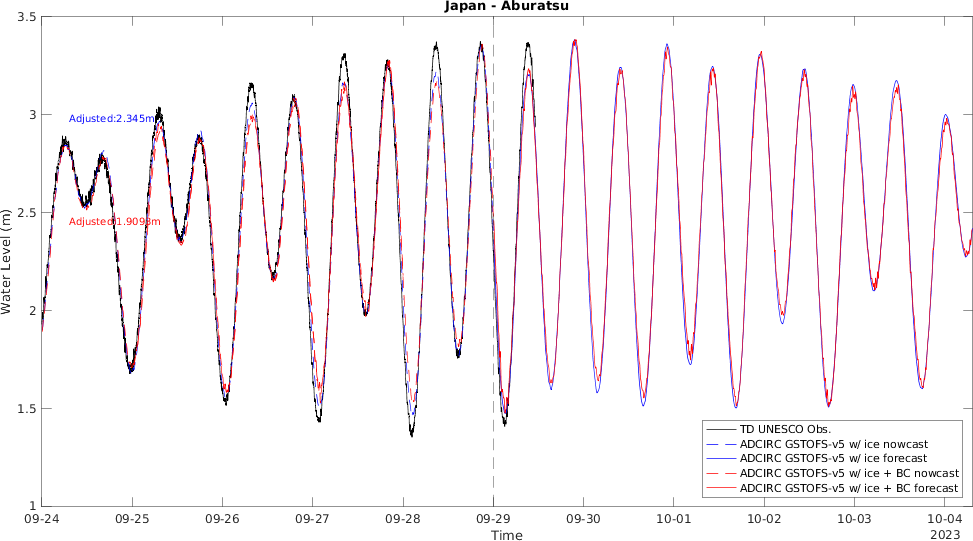 Japan - Aburatsu
3.5
3
2.5
2
1.5
1
Water Level (m)
Adjusted:2.345m
Adjusted:1.9093m
TD UNESCO Obs.
ADCIRC GSTOFS-v5 w/ ice nowcast
ADCIRC GSTOFS-v5 w/ ice forecast
ADCIRC GSTOFS-v5 w/ ice + BC nowcast
ADCIRC GSTOFS-v5 w/ ice + BC forecast
09-24 09-25 09-26 09-27 09-28 09-29 09-30 10-01 10-02 10-03 10-04
Time
2023